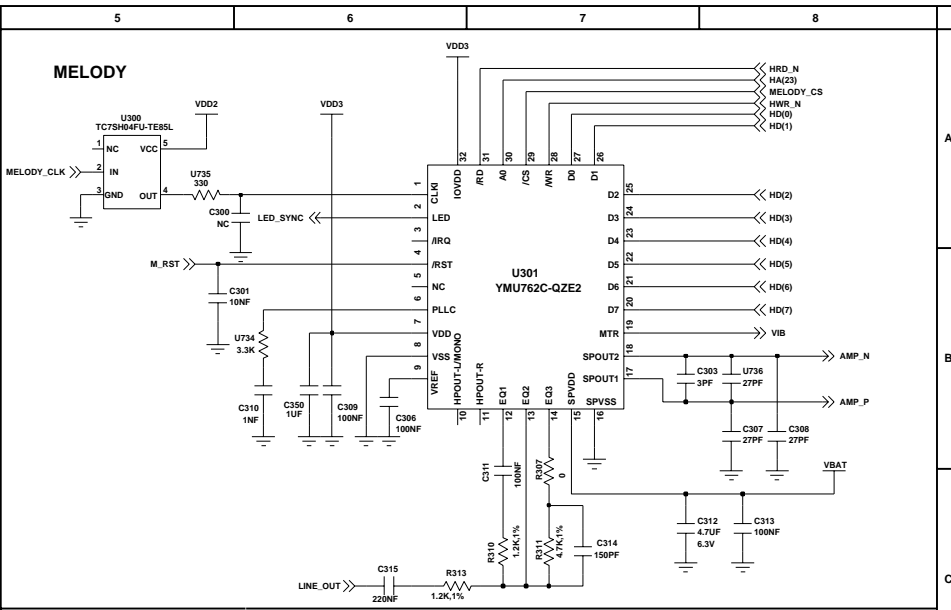 5 6 7 8
MELODY
VDD3
HRD_N
HA(23)
MELODY_CS
HWR_N
HD(0)
HD(1)
A
U300
TC7SH04FU-TE85L
VDD2
VDD3
1 NC VCC 5
MELODY_CLK 2 IN
3 GND OUT 4
U735
330
C300
NC
LED_SYNC
M_RST
C301
10NF
U734
3.3K
C310
1NF
C350
1UF
C309
100NF
C306
100NF
32 31 30 29 28 27 26
IOVDD /RD A0 /CS /WR D0 D1
1 CLKI
2 LED
3 /IRQ
4 /RST
5 NC
6 PLLC
7 VDD
8 VSS
9 VREF
U301
YMU762C-QZE2
D2 25 HD(2)
D3 24 HD(3)
D4 23 HD(4)
D5 22 HD(5)
D6 21 HD(6)
D7 20 HD(7)
MTR 19 VIB
SPOUT2 18 AMP_N
SPOUT1 17 AMP_P
HPOUT-L/MONO HPOUT-R EQ1 EQ2 EQ3 SPVDD SPVSS
10 11 12 13 14 15 16
B
C303
3PF
U736
27PF
C307
27PF
C308
27PF
VBAT
C311
100NF
R307
0
C312
4.7UF
6.3V
C313
100NF
R310
1.2K,1%
R311
4.7K,1%
C314
150PF
LINE_OUT
C315
220NF
R313
1.2K,1%
C